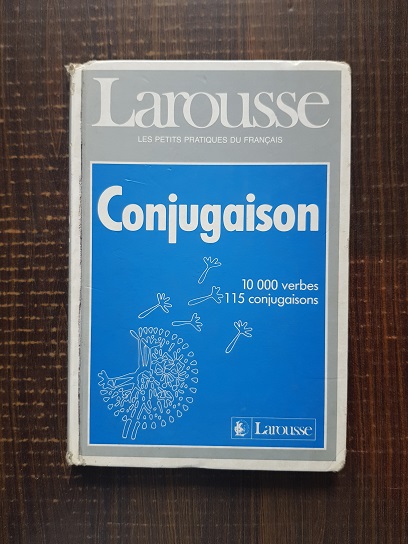 Larousse
LES PETITS PRATIQUES DU FRANÇAIS
Conjugaison
10 000 verbes
115 conjugaisons
Larousse